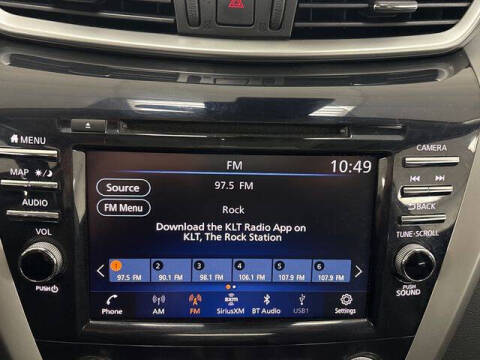 MENU
MAP
AUDIO
VOL
PUSH
CAMERA
BACK
TUNE·SCROLL
PUSH
SOUND
FM
10:49
Source
97.5 FM
FM Menu
Rock
Download the KLT Radio App on
KLT, The Rock Station
1 2 3 4 5 6
97.5 FM 90.1 FM 98.1 FM 106.1 FM 107.9 FM 107.9 FM
Phone AM FM SiriusXM BT Audio USB1 Settings